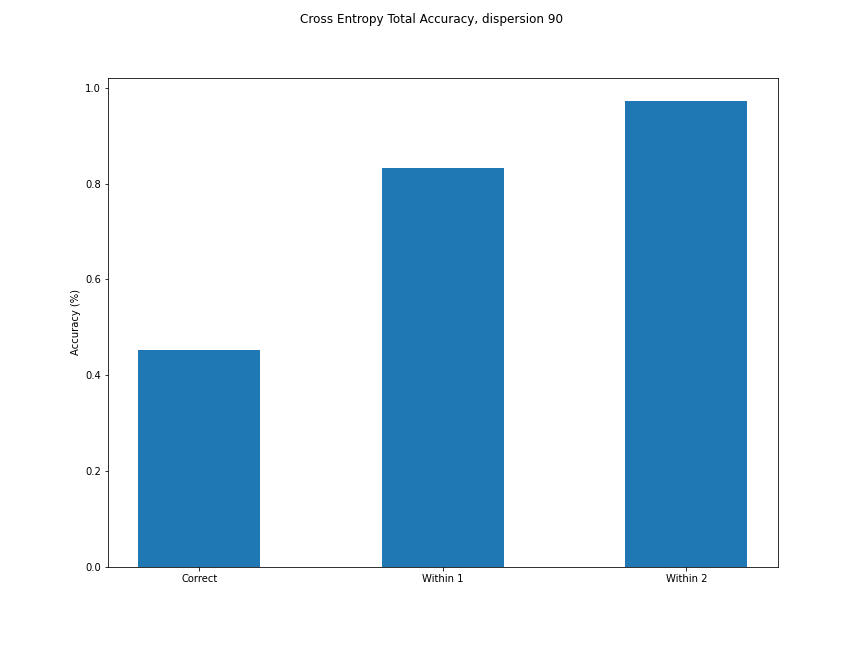 Cross Entropy Total Accuracy, dispersion 90
1.0
0.8
0.6
0.4
0.2
0.0
Accuracy (%)
Correct
Within 1
Within 2